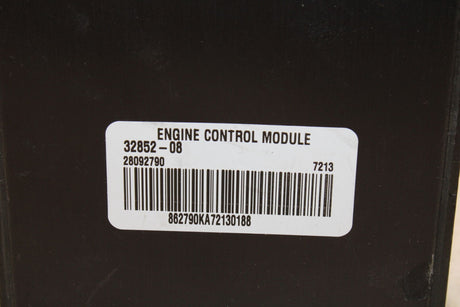 ENGINE CONTROL MODULE
32852-08
28092790 7213
862790KA72130188